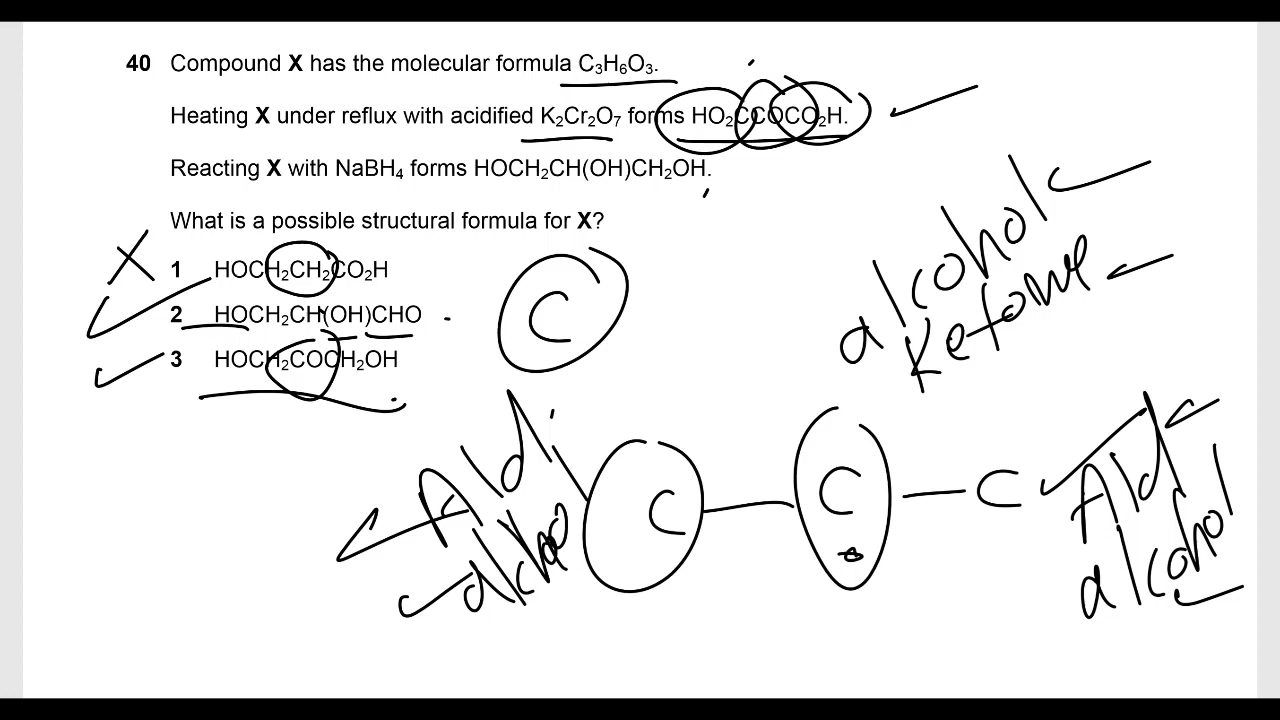 40 Compound X has the molecular formula C₃H₆O₃.
Heating X under reflux with acidified K₂Cr₂O₇ forms HO₂CCOCO₂H.
Reacting X with NaBH₄ forms HOCH₂CH(OH)CH₂OH.
What is a possible structural formula for X?
X 1 HOCH₂CH₂CO₂H
2 HOCH₂CH(OH)CHO
3 HOCH₂COCH₂OH
C
alcohol
Ketone
Ald
C — C — C
Ald
alcohol